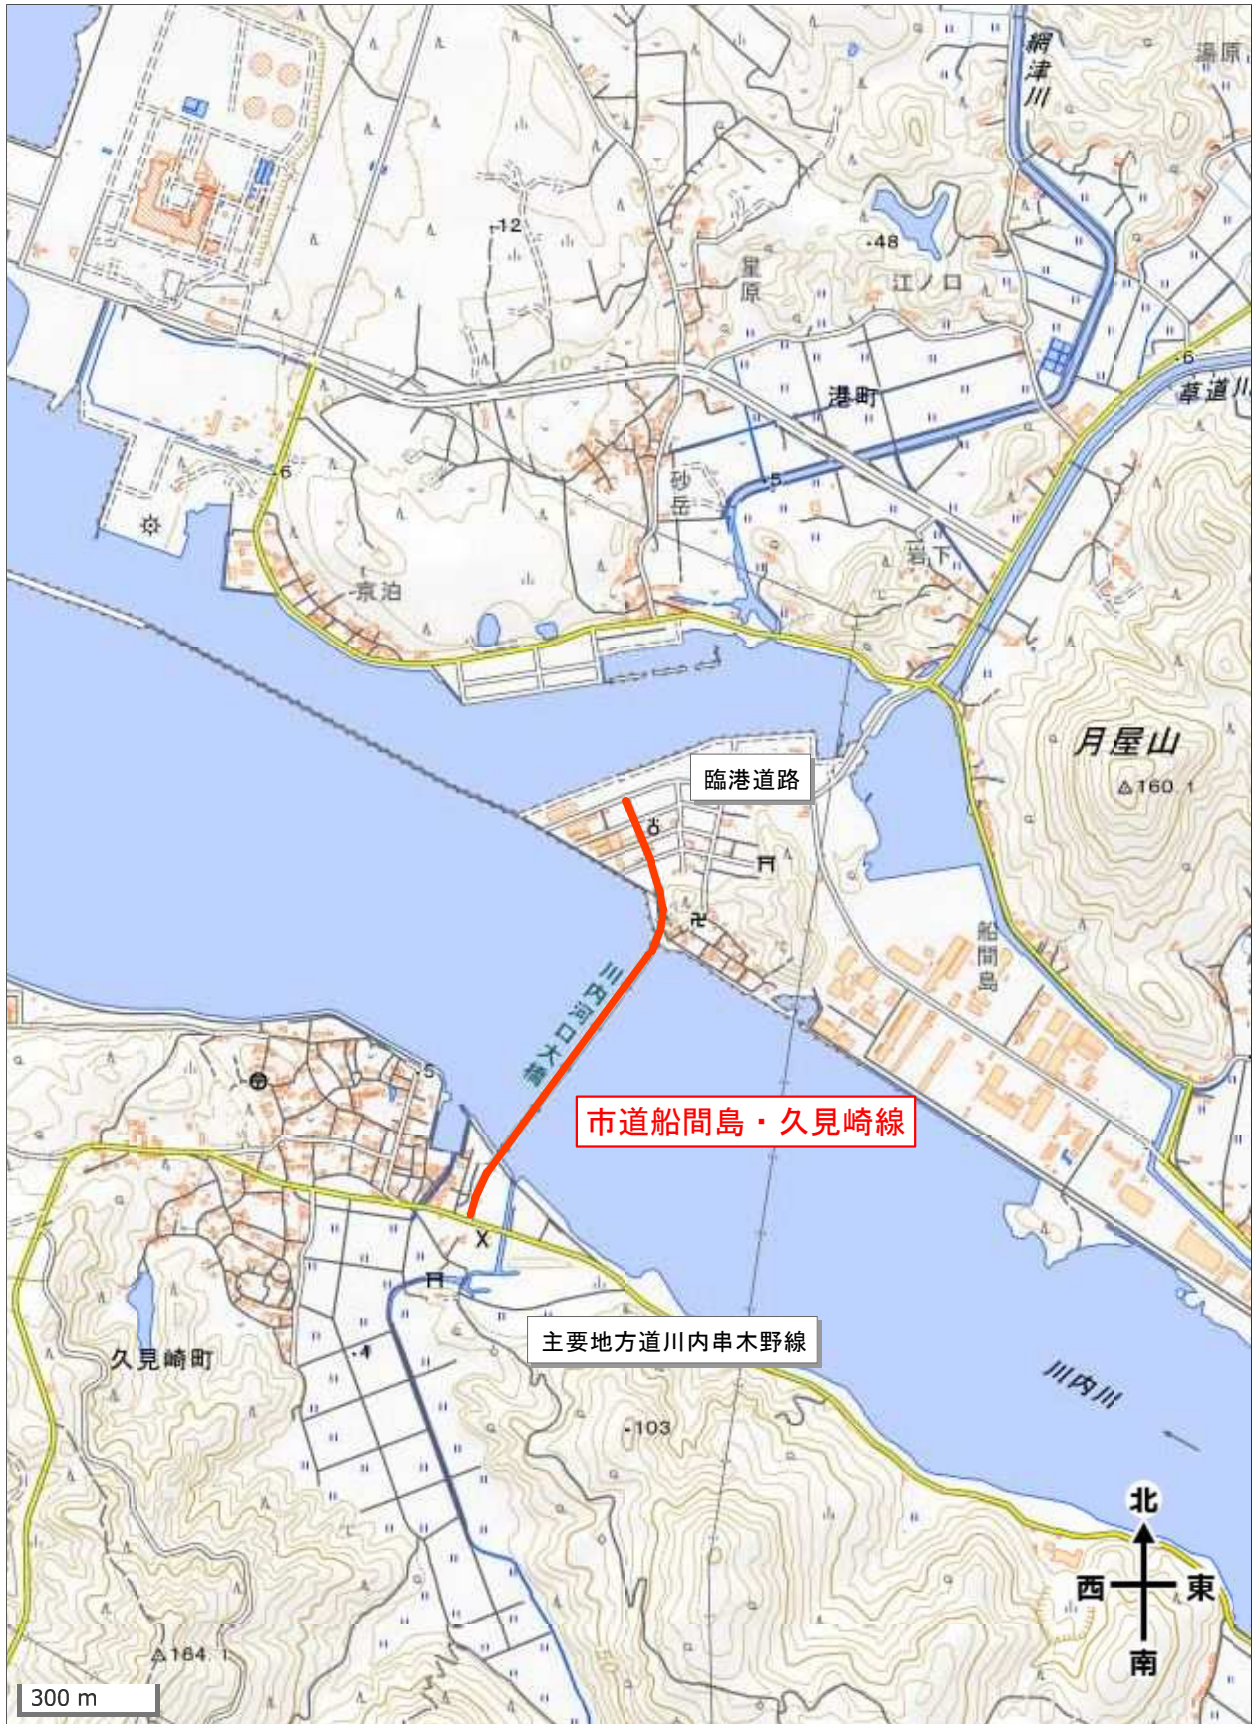 網津川
湯原
12
48
江ノ口
星原
10
6
草道川
港町
砂岳
5
6
岩下
京泊
月屋山
160.1
臨港道路
船間島
川内河口大橋
5
市道船間島・久見崎線
主要地方道川内串木野線
久見崎町
4
川内川
103
北
西 東
南
164.1
300 m